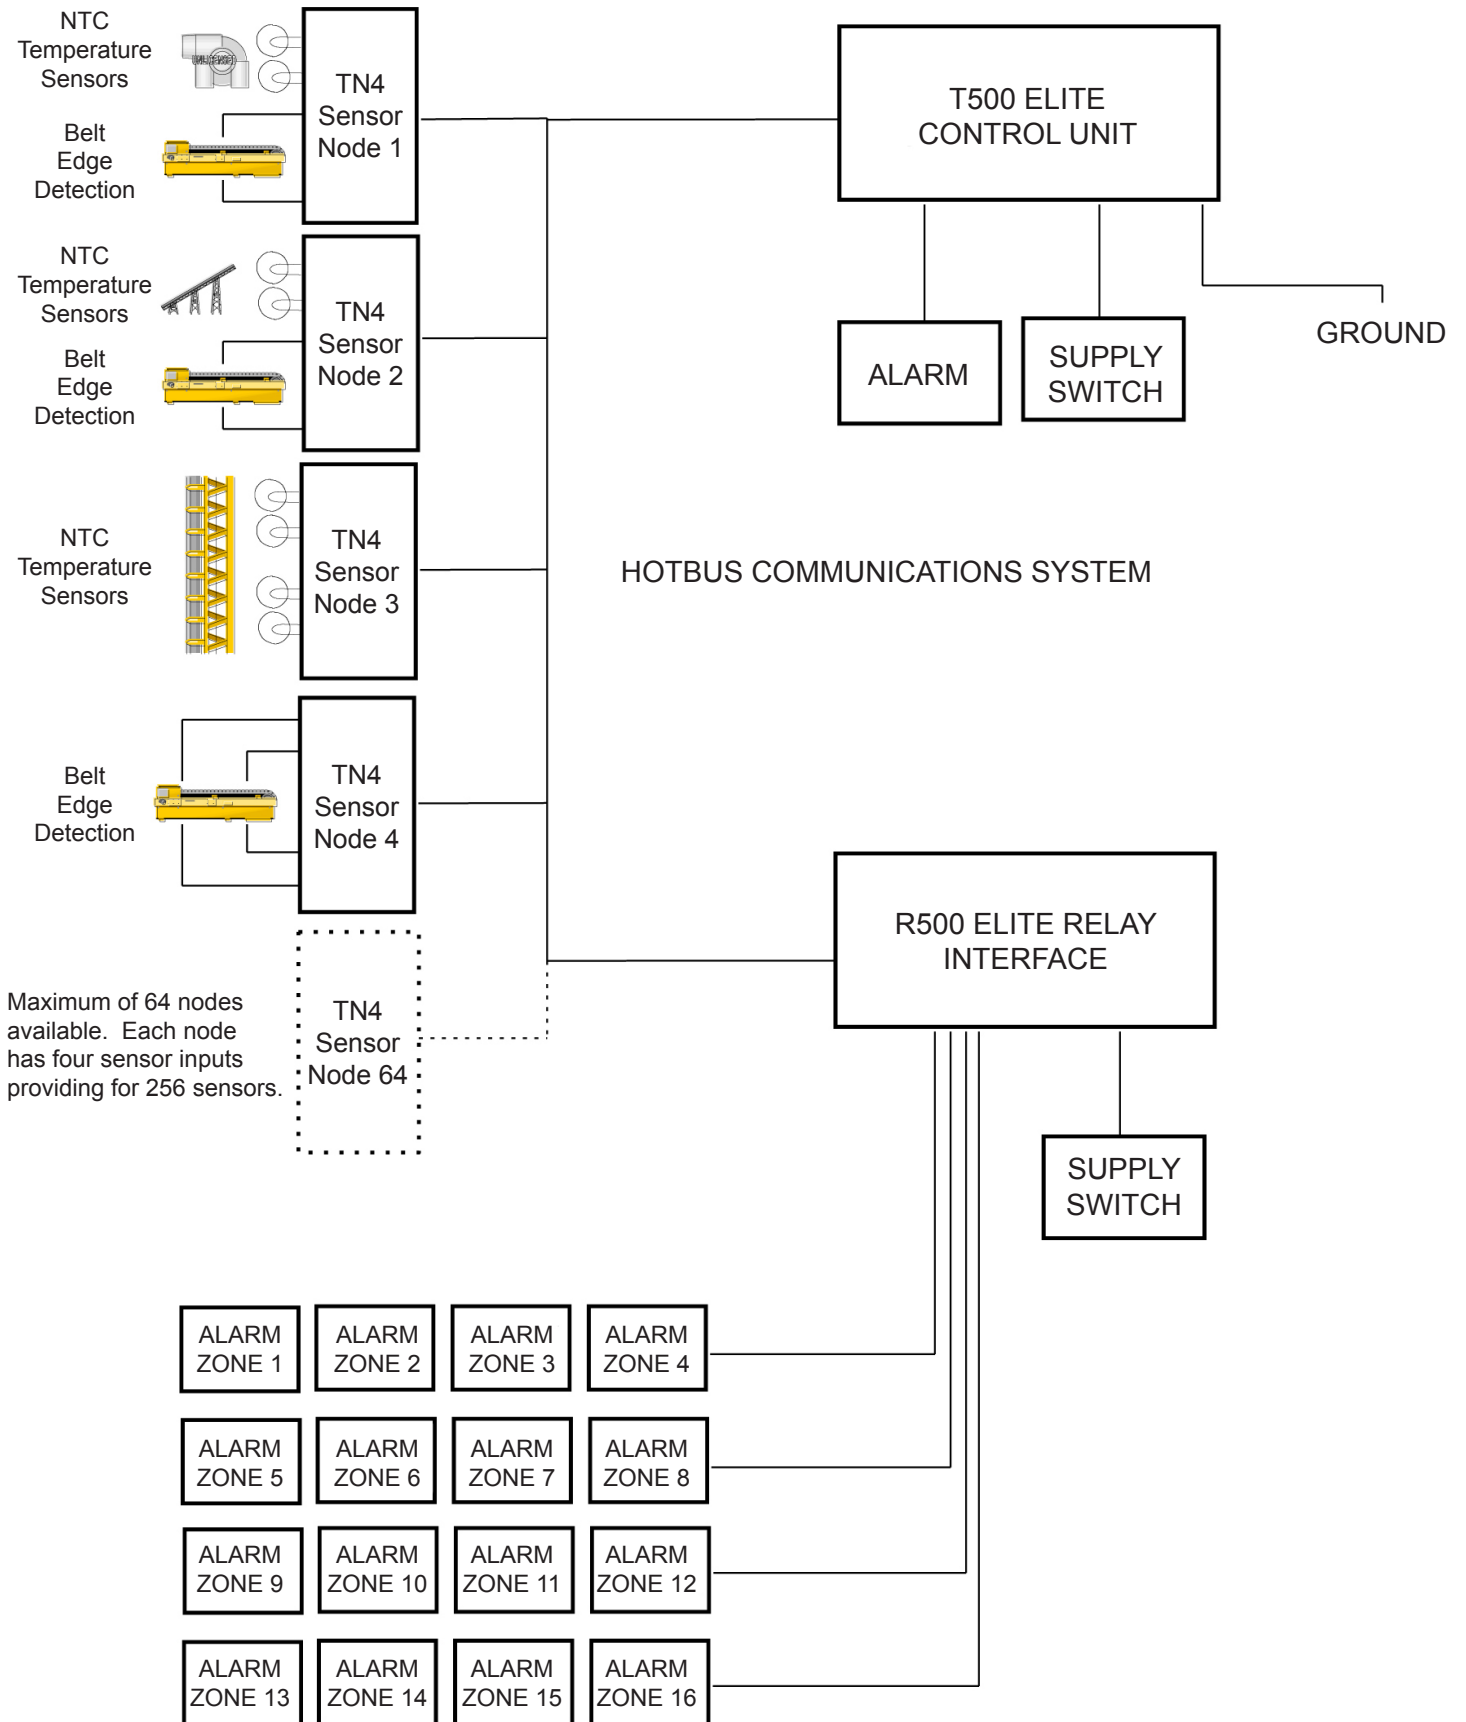 NTC
Temperature
Sensors
Belt
Edge
Detection
TN4
Sensor
Node 1
T500 ELITE
CONTROL UNIT
NTC
Temperature
Sensors
Belt
Edge
Detection
TN4
Sensor
Node 2
ALARM
SUPPLY
SWITCH
GROUND
NTC
Temperature
Sensors
TN4
Sensor
Node 3
HOTBUS COMMUNICATIONS SYSTEM
Belt
Edge
Detection
TN4
Sensor
Node 4
R500 ELITE RELAY
INTERFACE
Maximum of 64 nodes
available.  Each node
has four sensor inputs
providing for 256 sensors.
TN4
Sensor
Node 64
SUPPLY
SWITCH
ALARM
ZONE 1
ALARM
ZONE 2
ALARM
ZONE 3
ALARM
ZONE 4
ALARM
ZONE 5
ALARM
ZONE 6
ALARM
ZONE 7
ALARM
ZONE 8
ALARM
ZONE 9
ALARM
ZONE 10
ALARM
ZONE 11
ALARM
ZONE 12
ALARM
ZONE 13
ALARM
ZONE 14
ALARM
ZONE 15
ALARM
ZONE 16